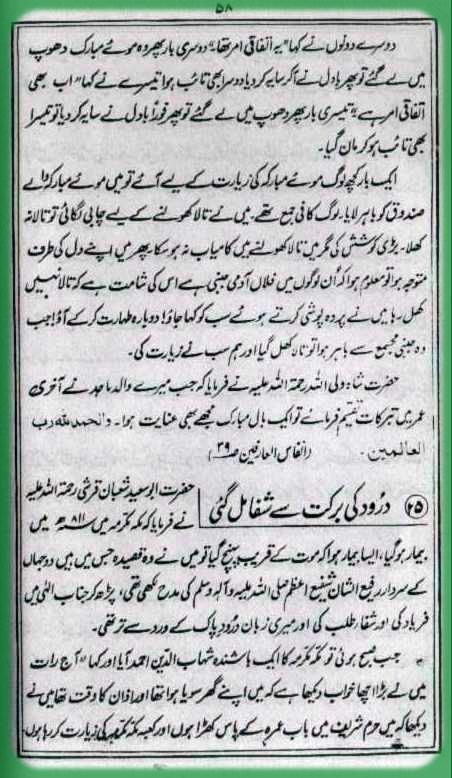 ۵۸
دوسرے دونوں نے کہا "یہ اتفاقی امر تھا" دوسری بار پھر وہ موئے مبارک دھوپ
میں لے گئے تو پھر بادل نے آکر سایہ کر دیا دوسرا بھی تائب ہوا تیسرے نے کہا "اب بھی
اتفاقی امر ہے" تیسری بار پھر دھوپ میں لے گئے تو پھر فوراً بادل نے سایہ کر دیا تو تیسرا
بھی تائب ہو کر مان گیا۔
ایک بار کچھ لوگ موئے مبارک کی زیارت کے لیے آئے تو میں موئے مبارک والے
صندوق کو باہر لایا۔ لوگ کافی جمع تھے۔ میں نے تالا کھولنے کے لیے چابی لگائی تو تالا نہ
کھلا۔ بڑی کوشش کی مگر میں تالا کھولنے میں کامیاب نہ ہو سکا پھر میں اپنے دل کی طرف
متوجہ ہوا تو معلوم ہوا کہ ان لوگوں میں فلاں آدمی جنبی ہے اس کی شامت ہے کہ تالا نہیں
کھل رہا میں نے پردہ پوشی کرتے ہوئے سب کو کہا جاؤ! دوبارہ طہارت کر کے آؤ! جب
وہ جنبی مجمع سے باہر ہوا تو تالا کھل گیا اور ہم سب نے زیارت کی۔
حضرت شاہ ولی اللہ رحمۃ اللہ علیہ نے فرمایا کہ جب میرے والد ماجد نے آخری
عمر میں تبرکات تقسیم فرمائے تو ایک بال مبارک مجھے بھی عنایت ہوا۔ والحمد للہ رب
العالمین۔ (انفاس العارفین ص ۳۹)
۲۵ درود کی برکت سے شفا مل گئی حضرت ابو سعید شعبان قرشی رحمۃ اللہ علیہ
نے فرمایا کہ مکہ مکرمہ میں ۸۱۱ھ میں
بیمار ہو گیا، ایسا بیمار ہوا کہ موت کے قریب پہنچ گیا تو میں نے وہ قصیدہ جس میں میں دو جہاں
کے سردار رفیع الشان شفیع اعظم صلی اللہ علیہ وآلہ وسلم کی مدح لکھی تھی، پڑھ کر جناب الٰہی میں
فریاد کی اور شفا طلب کی اور میری زبان درود پاک کے ورد سے تر تھی۔
جب صبح ہوئی تو مکہ مکرمہ کا ایک باشندہ شہاب الدین احمد آیا اور کہا "آج رات
میں نے بڑا اچھا خواب دیکھا ہے کہ میں اپنے گھر سویا ہوا تھا اور اذان کا وقت تھا میں نے
دیکھا کہ میں حرم شریف میں باب عمرہ کے پاس کھڑا ہوں اور کعبہ مکرمہ کی زیارت کر رہا ہوں